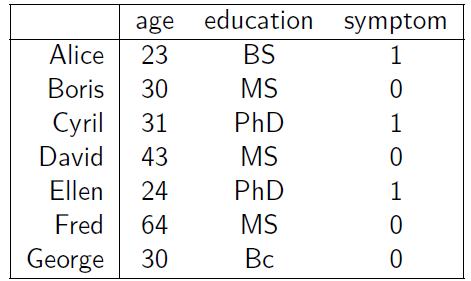 age education symptom
Alice 23 BS 1
Boris 30 MS 0
Cyril 31 PhD 1
David 43 MS 0
Ellen 24 PhD 1
Fred 64 MS 0
George 30 Bc 0